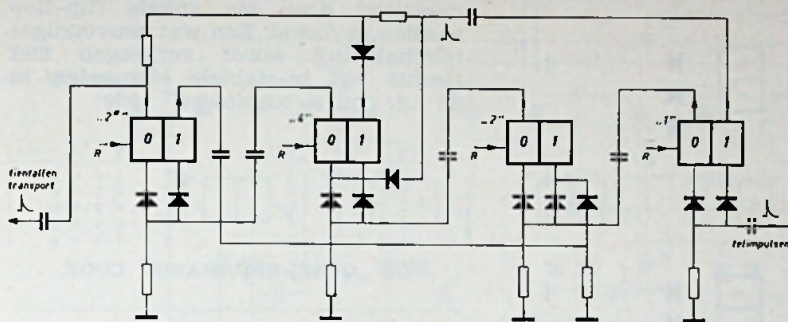 „2*"
„4"
„2"
„1"
0 1
0 1
0 1
0 1
R
R
R
R
tientallen
transport
telimpulsen